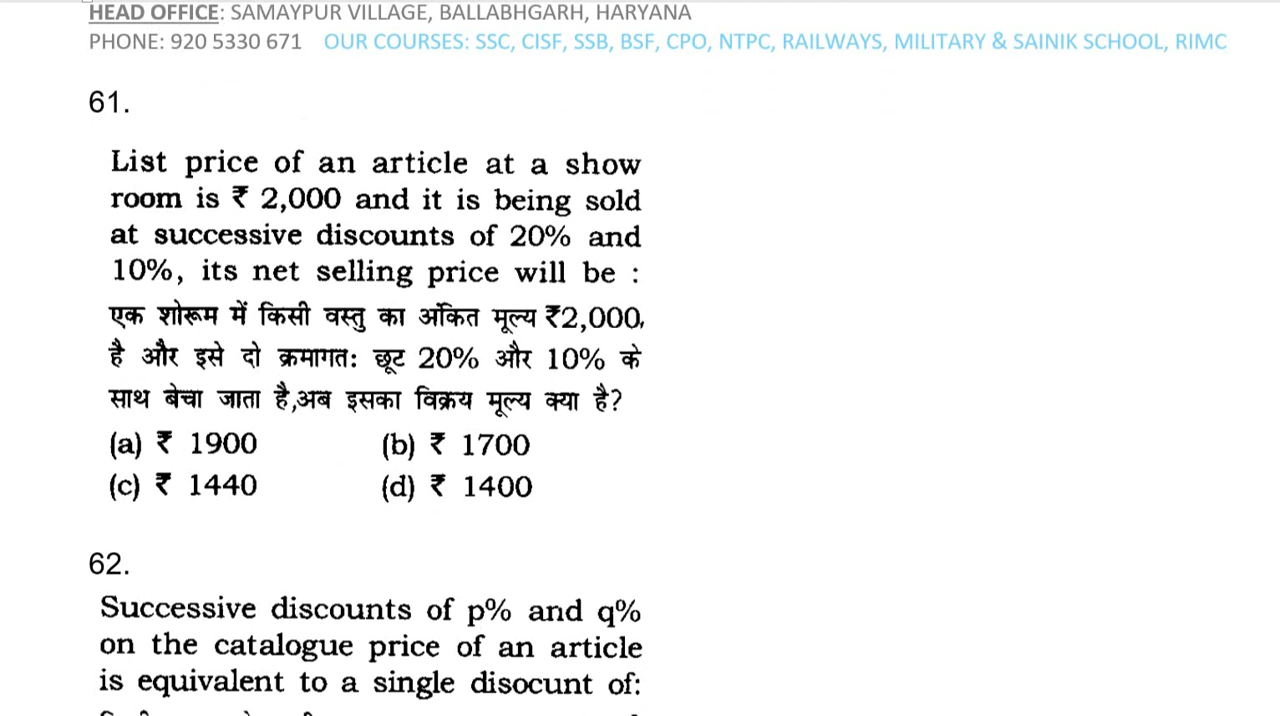 HEAD OFFICE: SAMAYPUR VILLAGE, BALLABHGARH, HARYANA
PHONE: 920 5330 671 OUR COURSES: SSC, CISF, SSB, BSF, CPO, NTPC, RAILWAYS, MILITARY & SAINIK SCHOOL, RIMC
61.
List price of an article at a show
room is ₹ 2,000 and it is being sold
at successive discounts of 20% and
10%, its net selling price will be :
एक शोरूम में किसी वस्तु का अंकित मूल्य ₹2,000,
है और इसे दो क्रमागतः छूट 20% और 10% के
साथ बेचा जाता है,अब इसका विक्रय मूल्य क्या है?
(a) ₹ 1900 (b) ₹ 1700
(c) ₹ 1440 (d) ₹ 1400
62.
Successive discounts of p% and q%
on the catalogue price of an article
is equivalent to a single disocunt of: